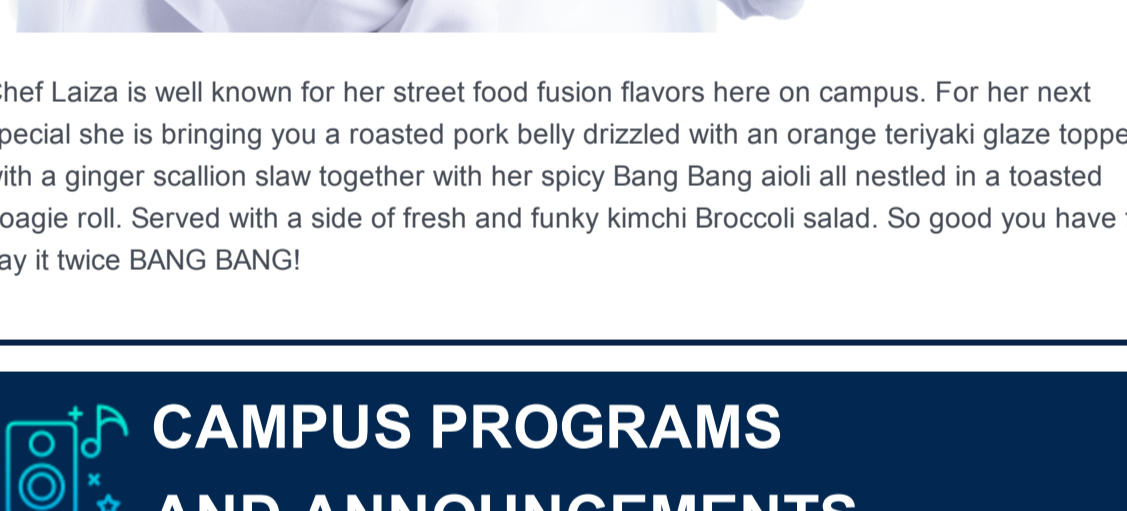 hef Laiza is well known for her street food fusion flavors here on campus. For her next
pecial she is bringing you a roasted pork belly drizzled with an orange teriyaki glaze toppe
ith a ginger scallion slaw together with her spicy Bang Bang aioli all nestled in a toasted
oagie roll. Served with a side of fresh and funky kimchi Broccoli salad. So good you have
ay it twice BANG BANG!
CAMPUS PROGRAMS
AND ANNOUNCEMENTS